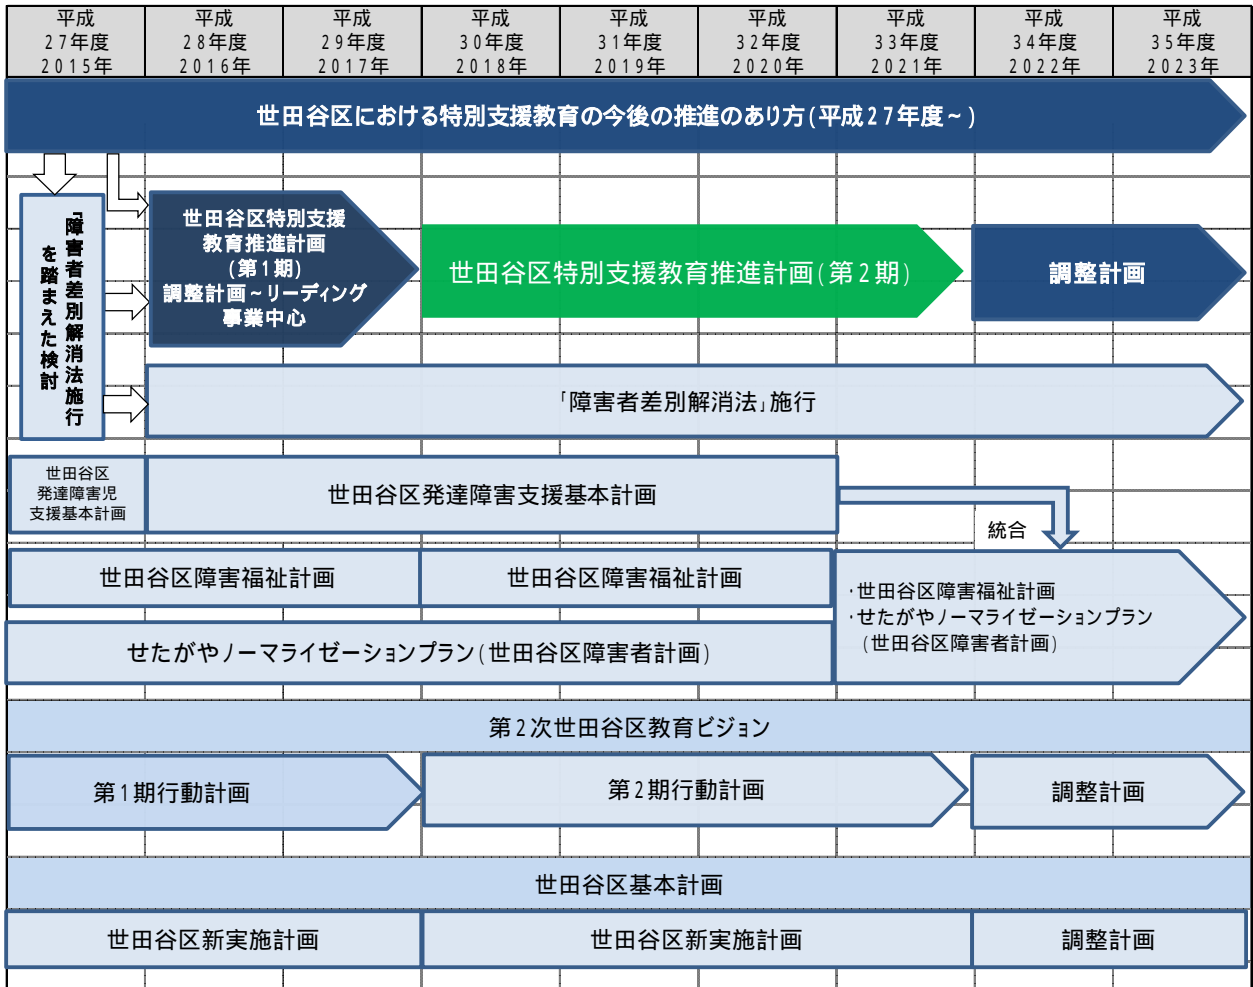 平成
27年度
2015年
平成
28年度
2016年
平成
29年度
2017年
平成
30年度
2018年
平成
31年度
2019年
平成
32年度
2020年
平成
33年度
2021年
平成
34年度
2022年
平成
35年度
2023年
世田谷区における特別支援教育の今後の推進のあり方(平成27年度~)
「障害者差別解消法施行
を踏まえた検討
世田谷区特別支援
教育推進計画
(第1期)
調整計画~リーディング
事業中心
世田谷区特別支援教育推進計画(第2期)
調整計画
「障害者差別解消法」施行
世田谷区
発達障害児
支援基本計画
世田谷区発達障害支援基本計画
統合
世田谷区障害福祉計画
世田谷区障害福祉計画
・世田谷区障害福祉計画
・せたがやノーマライゼーションプラン
(世田谷区障害者計画)
せたがやノーマライゼーションプラン(世田谷区障害者計画)
第2次世田谷区教育ビジョン
第1期行動計画
第2期行動計画
調整計画
世田谷区基本計画
世田谷区新実施計画
世田谷区新実施計画
調整計画